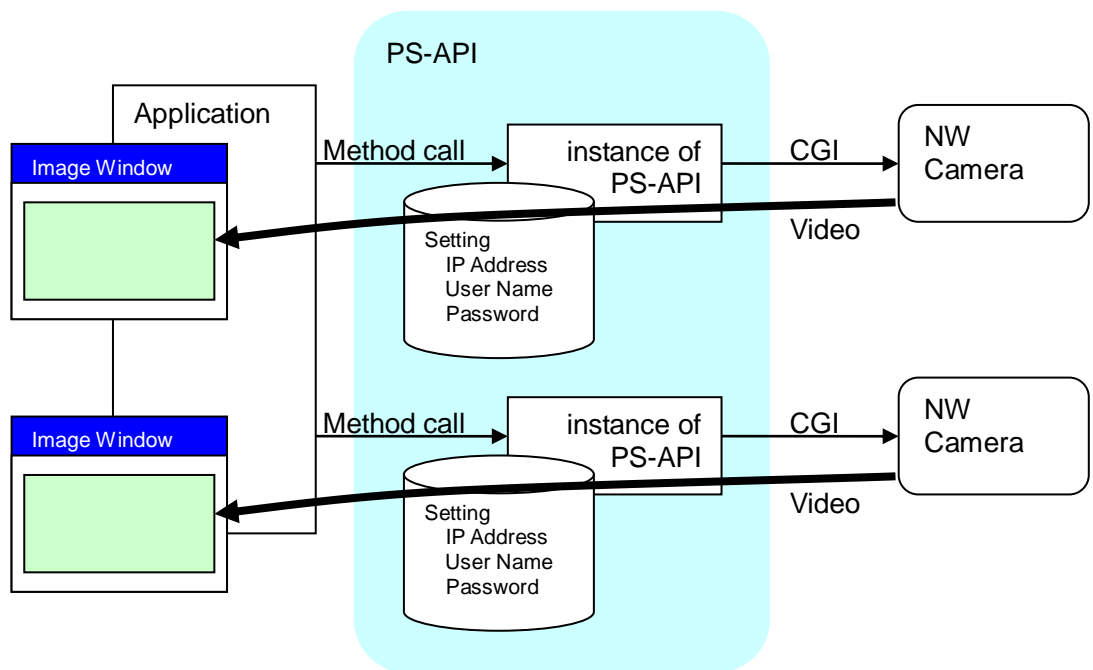 PS-API
Application
Image Window
Method call
instance of
PS-API
CGI
NW
Camera
Video
Setting
IP Address
User Name
Password
Image Window
Method call
instance of
PS-API
CGI
NW
Camera
Video
Setting
IP Address
User Name
Password